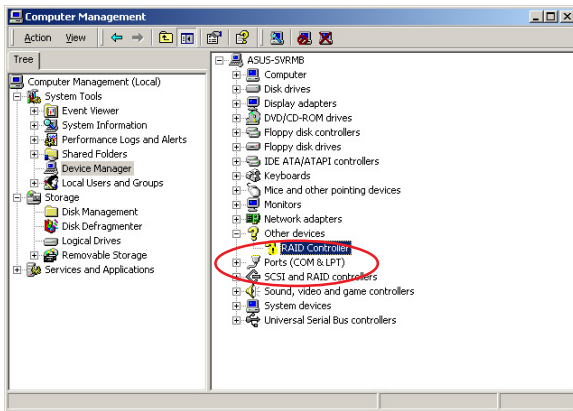 Computer Management
Action View
Tree
Computer Management (Local)
System Tools
Event Viewer
System Information
Performance Logs and Alerts
Shared Folders
Device Manager
Local Users and Groups
Storage
Disk Management
Disk Defragmenter
Logical Drives
Removable Storage
Services and Applications
ASUS-SVRMB
Computer
Disk drives
Display adapters
DVD/CD-ROM drives
Floppy disk controllers
Floppy disk drives
IDE ATA/ATAPI controllers
Keyboards
Mice and other pointing devices
Monitors
Network adapters
Other devices
RAID Controller
Ports (COM & LPT)
SCSI and RAID controllers
Sound, video and game controllers
System devices
Universal Serial Bus controllers